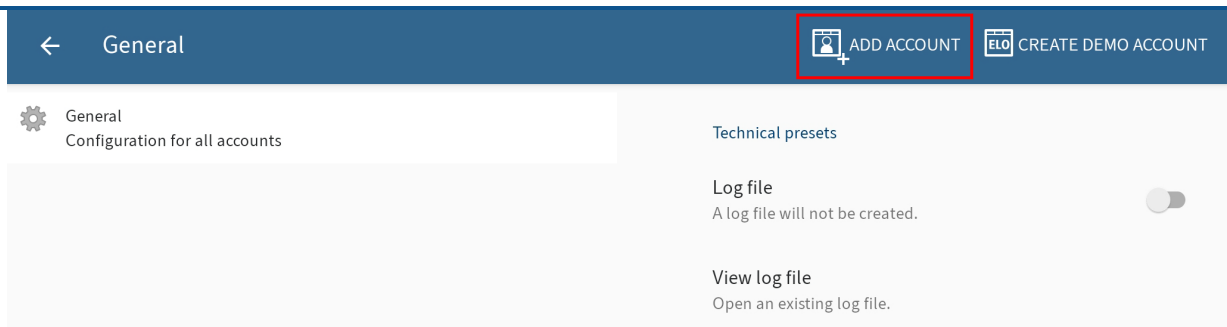 General
ADD ACCOUNT
ELO CREATE DEMO ACCOUNT
General
Configuration for all accounts
Technical presets
Log file
A log file will not be created.
View log file
Open an existing log file.